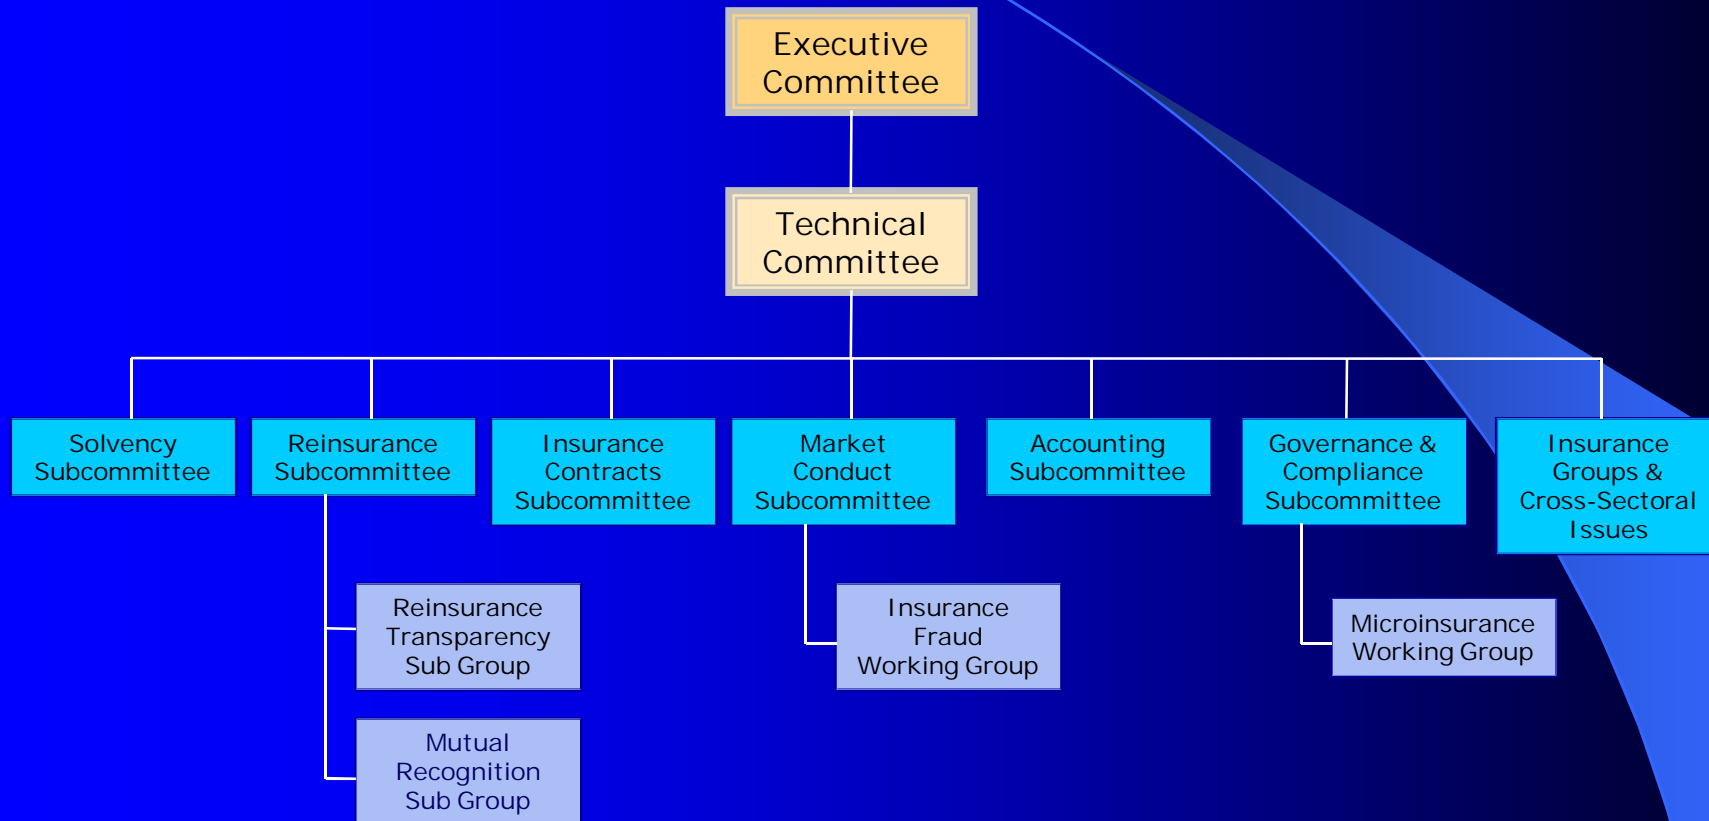 Executive
Committee
Technical
Committee
Solvency
Subcommittee
Reinsurance
Subcommittee
Insurance
Contracts
Subcommittee
Market
Conduct
Subcommittee
Accounting
Subcommittee
Governance &
Compliance
Subcommittee
Insurance
Groups &
Cross-Sectoral
Issues
Reinsurance
Transparency
Sub Group
Insurance
Fraud
Working Group
Microinsurance
Working Group
Mutual
Recognition
Sub Group